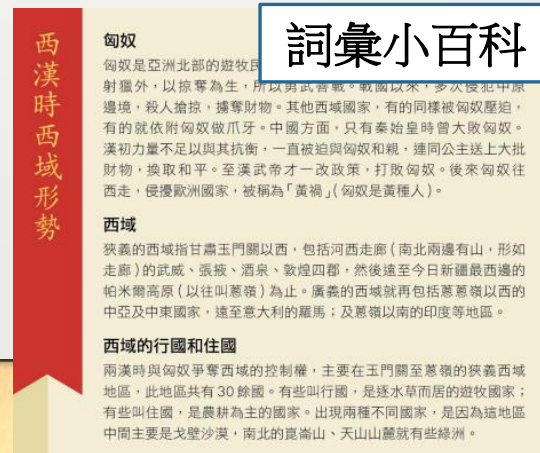 詞彙小百科
西漢時西域形勢
匈奴
匈奴是亞洲北部的遊牧民
射獵外，以掠奪為生，所以勇武善戰。戰國以來，多次侵犯中原
邊境，殺人搶掠，擄奪財物。其他西域國家，有的同樣被匈奴壓迫，
有的就依附匈奴做爪牙。中國方面，只有秦始皇時曾大敗匈奴。
漢初力量不足以與其抗衡，一直被迫與匈奴和親，連同公主送上大批
財物，換取和平。至漢武帝才一改政策，打敗匈奴。後來匈奴往
西走，侵擾歐洲國家，被稱為「黃禍」(匈奴是黃種人)。
西域
狹義的西域指甘肅玉門關以西，包括河西走廊(南北兩邊有山，形如
走廊)的武威、張掖、酒泉、敦煌四郡，然後遠至今日新疆最西邊的
帕米爾高原(以往叫蔥嶺)為止。廣義的西域就再包括蔥蔥嶺以西的
中亞及中東國家，遠至意大利的羅馬；及蔥嶺以南的印度等地區。
西域的行國和住國
兩漢時與匈奴爭奪西域的控制權，主要在玉門關至蔥嶺的狹義西域
地區，此地區共有30餘國。有些叫行國，是逐水草而居的遊牧國家；
有些叫住國，是農耕為主的國家。出現兩種不同國家，是因為這地區
中間主要是戈壁沙漠，南北的崑崙山、天山山麓就有些綠洲。